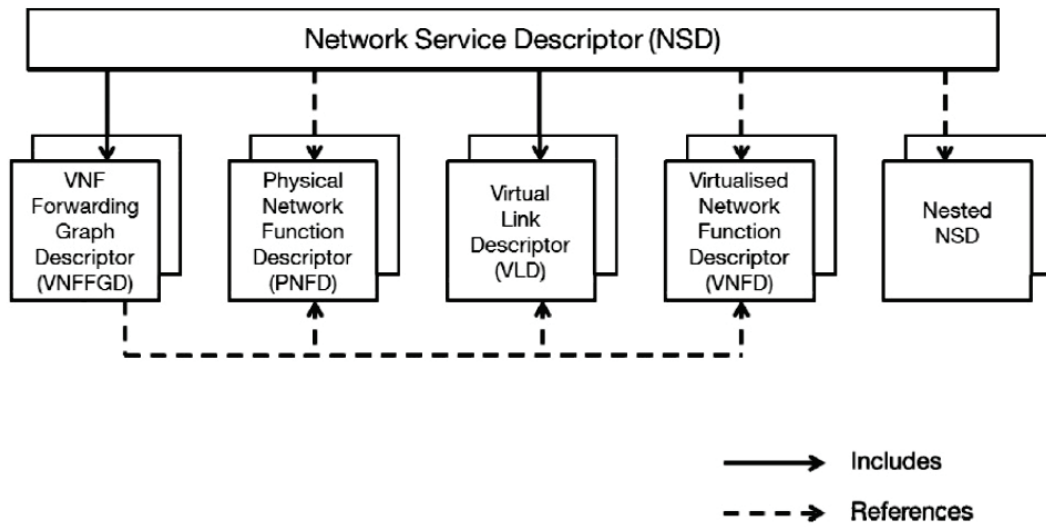 Network Service Descriptor (NSD)
VNF
Forwarding
Graph
Descriptor
(VNFFGD)
Physical
Network
Function
Descriptor
(PNFD)
Virtual
Link
Descriptor
(VLD)
Virtualised
Network
Function
Descriptor
(VNFD)
Nested
NSD
Includes
References